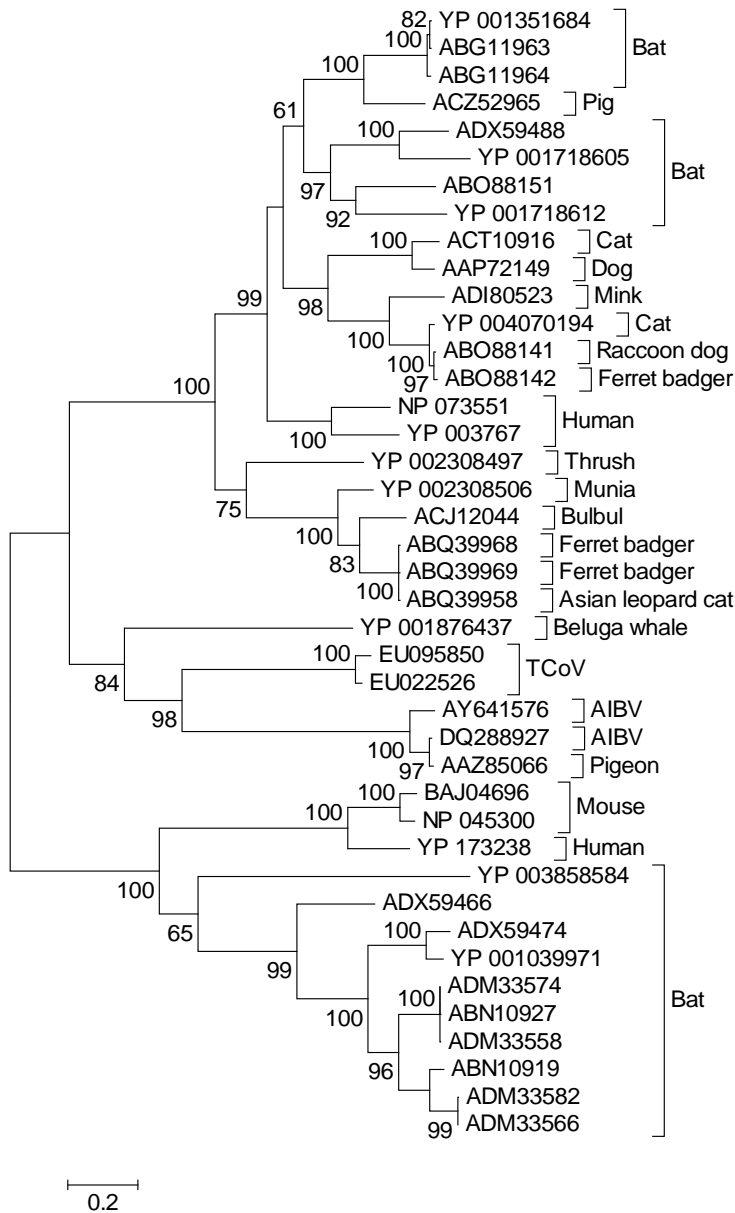 82 YP 001351684
100 ABG11963 Bat
ABG11964
100
ACZ52965 Pig
61
100 ADX59488
YP 001718605
Bat
97 ABO88151
92 YP 001718612
100 ACT10916 Cat
AAP72149 Dog
98
ADI80523 Mink
99
100 YP 004070194 Cat
100 ABO88141 Raccoon dog
97 ABO88142 Ferret badger
100
NP 073551
100 YP 003767 Human
YP 002308497 Thrush
75 YP 002308506 Munia
100 ACJ12044 Bulbul
83 ABQ39968 Ferret badger
100 ABQ39969 Ferret badger
ABQ39958 Asian leopard cat
YP 001876437 Beluga whale
84
100 EU095850
EU022526 TCoV
98
AY641576 AIBV
100 DQ288927 AIBV
97 AAZ85066 Pigeon
100 BAJ04696
NP 045300 Mouse
100
YP 173238 Human
100
YP 003858584
65 ADX59466
99 100 ADX59474
YP 001039971
100
100 ADM33574
ABN10927 Bat
ADM33558
96 ABN10919
ADM33582
99 ADM33566
0.2